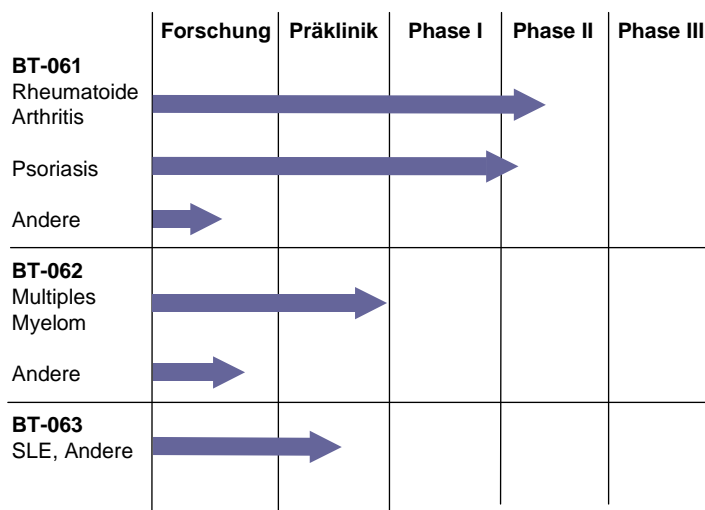 Forschung Präklinik Phase I Phase II Phase III
BT-061
Rheumatoide
Arthritis
Psoriasis
Andere
BT-062
Multiples
Myelom
Andere
BT-063
SLE, Andere